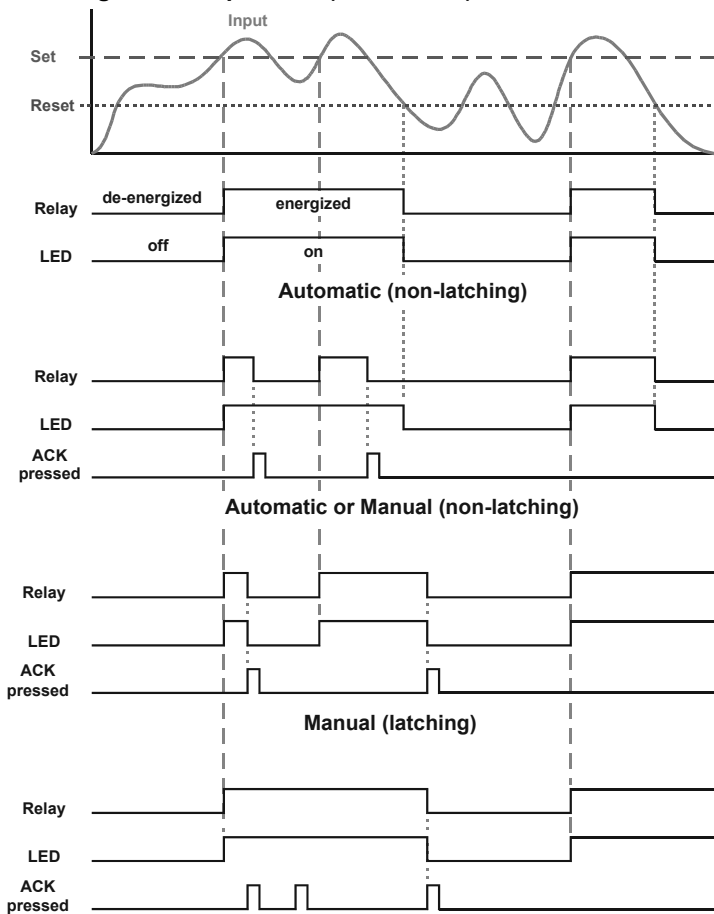 Input
Set
Reset
Relay
de-energized
energized
LED
off
on
Automatic (non-latching)
Relay
LED
ACK
pressed
Automatic or Manual (non-latching)
Relay
LED
ACK
pressed
Manual (latching)
Relay
LED
ACK
pressed